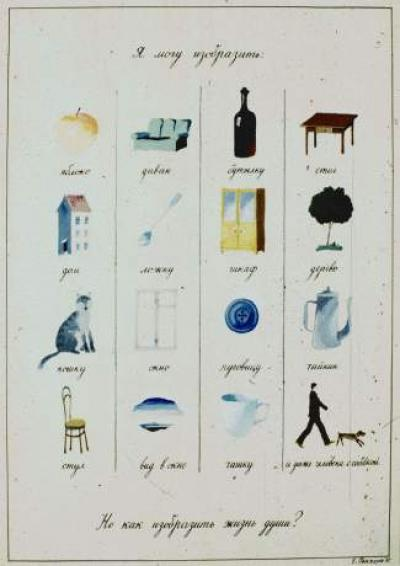 Я могу изобразить:
яблоко диван бутылку стол
дом ложку шкаф дерево
кошку окно пуговицу чайник
стул вид в окне чашку и даже человека с собакой
Но как изобразить жизнь души?